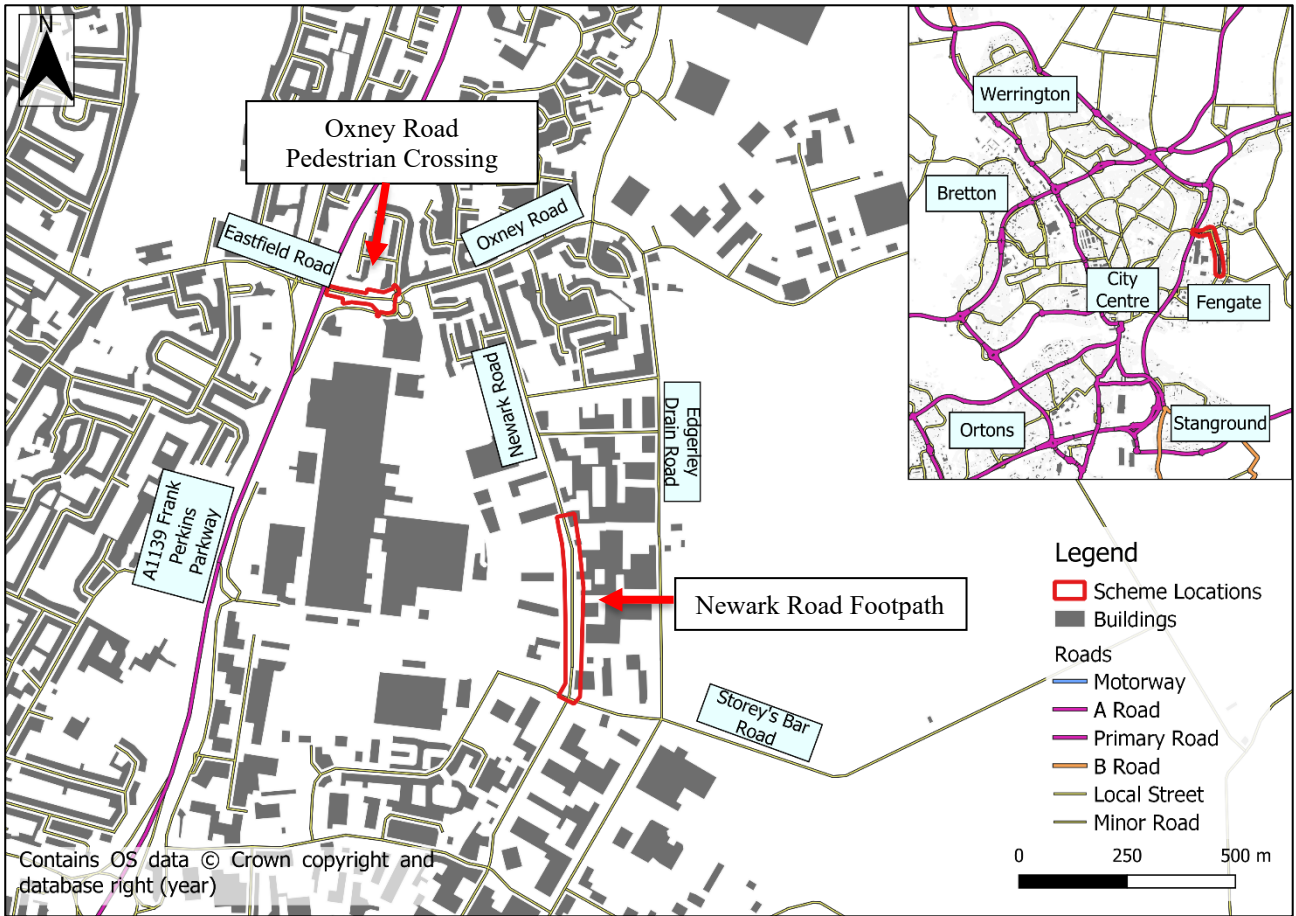 N
Oxney Road
Pedestrian Crossing
Eastfield Road
Oxney Road
Newark Road
Edgerley
Drain Road
A1139 Frank
Perkins
Parkway
Newark Road Footpath
Storey's Bar
Road
Werrington
Bretton
City
Centre
Fengate
Ortons
Stanground
Legend
Scheme Locations
Buildings
Roads
Motorway
A Road
Primary Road
B Road
Local Street
Minor Road
0 250 500 m
Contains OS data © Crown copyright and
database right (year)